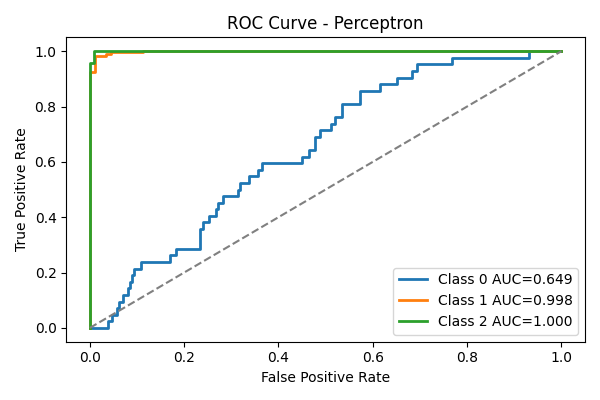 ROC Curve - Perceptron
True Positive Rate
1.0
0.8
0.6
0.4
0.2
0.0
Class 0 AUC=0.649
Class 1 AUC=0.998
Class 2 AUC=1.000
0.0 0.2 0.4 0.6 0.8 1.0
False Positive Rate